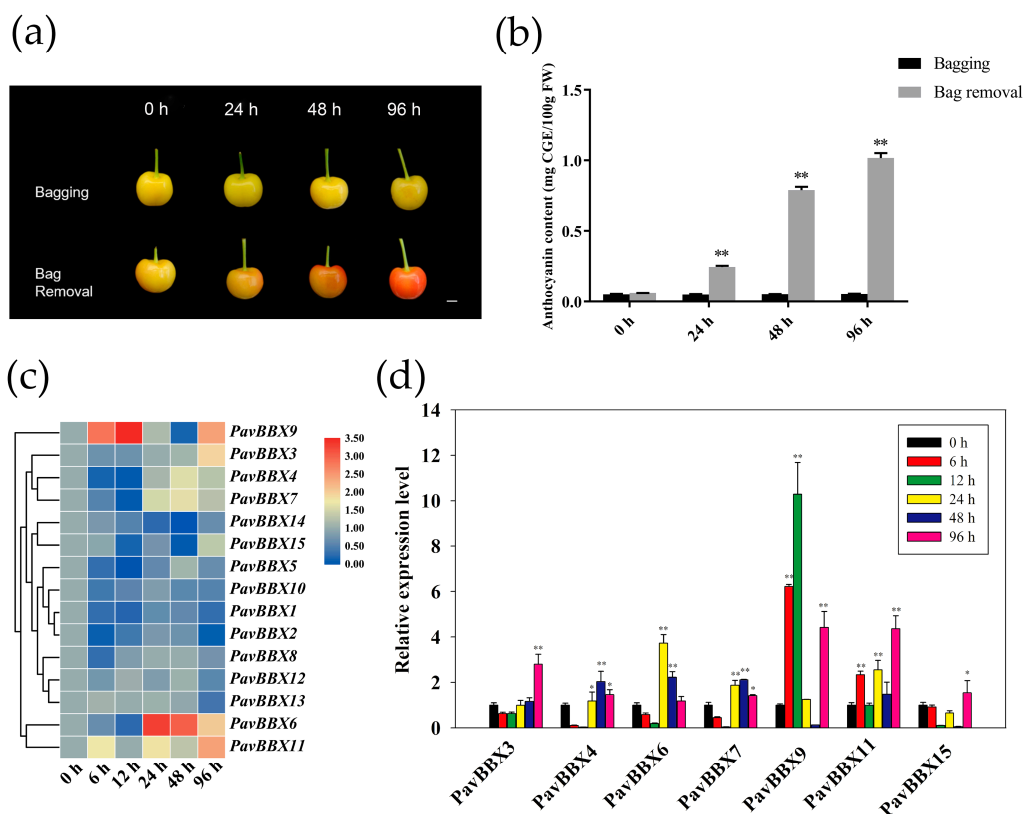 (a)
0 h 24 h 48 h 96 h
Bagging
Bag
Removal
(b)
Bagging
Bag removal
Anthocyanin content (mg CGE/100g FW)
1.5
1.0
0.5
0.0
** ** **
0 h 24 h 48 h 96 h
(c)
PavBBX9
PavBBX3
PavBBX4
PavBBX7
PavBBX14
PavBBX15
PavBBX5
PavBBX10
PavBBX1
PavBBX2
PavBBX8
PavBBX12
PavBBX13
PavBBX6
PavBBX11
0 h 6 h 12 h 24 h 48 h 96 h
3.50
3.00
2.50
2.00
1.50
1.00
0.50
0.00
(d)
Relative expression level
14
12
10
8
6
4
2
0
0 h
6 h
12 h
24 h
48 h
96 h
** * ** * ** ** ** ** * ** ** ** ** ** ** *
PavBBX3 PavBBX4 PavBBX6 PavBBX7 PavBBX9 PavBBX11 PavBBX15